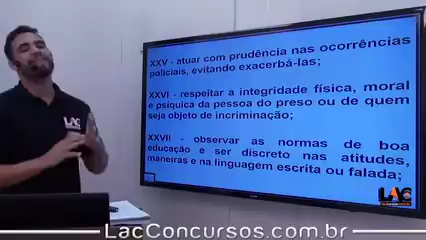 XXV - atuar com prudência nas ocorrências
policiais, evitando exacerbá-las;
XXVI - respeitar a integridade física, moral
e psíquica da pessoa do preso ou de quem
seja objeto de incriminação;
XXVII - observar as normas de boa
educação e ser discreto nas atitudes,
maneiras e na linguagem escrita ou falada;
LAC
LAC
LacConcursos.com.br